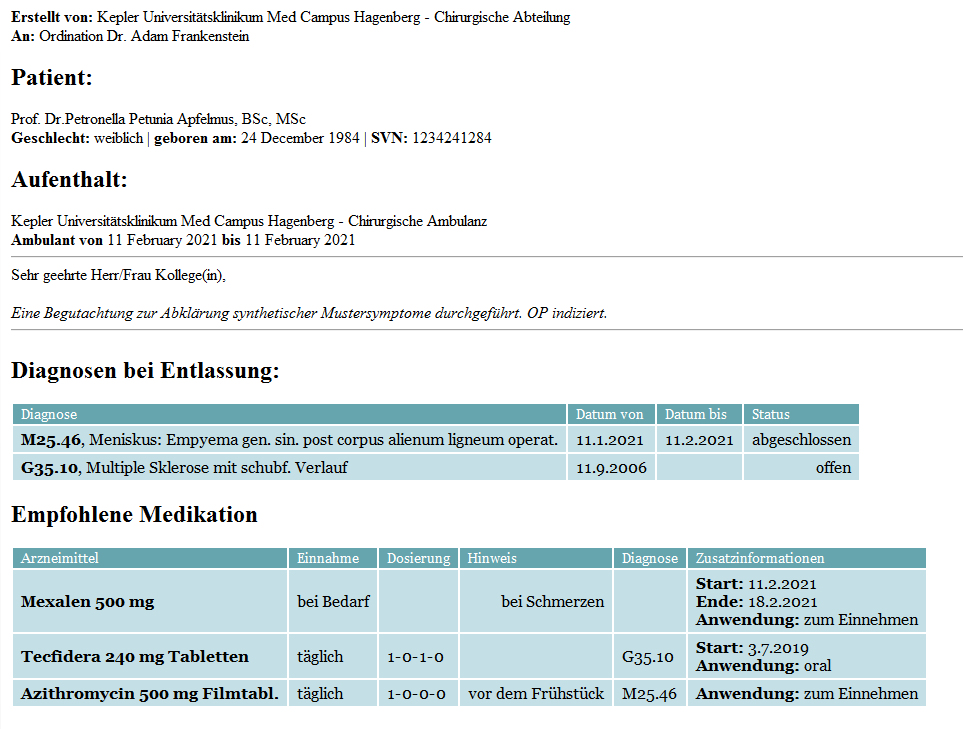 Erstellt von: Kepler Universitätsklinikum Med Campus Hagenberg - Chirurgische Abteilung
An: Ordination Dr. Adam Frankenstein
Patient:
Prof. Dr.Petronella Petunia Apfelmus, BSc, MSc
Geschlecht: weiblich | geboren am: 24 December 1984 | SVN: 1234241284
Aufenthalt:
Kepler Universitätsklinikum Med Campus Hagenberg - Chirurgische Ambulanz
Ambulant von 11 February 2021 bis 11 February 2021
Sehr geehrte Herr/Frau Kollege(in),
Eine Begutachtung zur Abklärung synthetischer Mustersymptome durchgeführt. OP indiziert.
Diagnosen bei Entlassung:
Diagnose Datum von Datum bis Status
M25.46, Meniskus: Empyema gen. sin. post corpus alienum ligneum operat. 11.1.2021 11.2.2021 abgeschlossen
G35.10, Multiple Sklerose mit schubf. Verlauf 11.9.2006 offen
Empfohlene Medikation
Arzneimittel Einnahme Dosierung Hinweis Diagnose Zusatzinformationen
Mexalen 500 mg bei Bedarf bei Schmerzen Start: 11.2.2021
Ende: 18.2.2021
Anwendung: zum Einnehmen
Tecfidera 240 mg Tabletten täglich 1-0-1-0 G35.10 Start: 3.7.2019
Anwendung: oral
Azithromycin 500 mg Filmtabl. täglich 1-0-0-0 vor dem Frühstück M25.46 Anwendung: zum Einnehmen